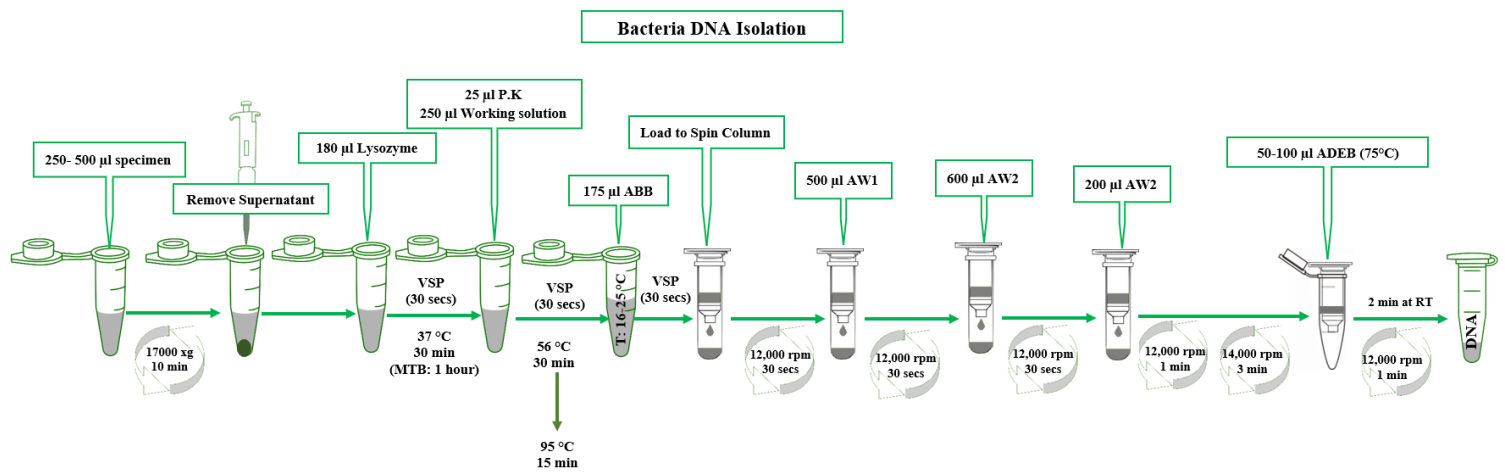 Bacteria DNA Isolation
250- 500 µl specimen
17000 xg
10 min
Remove Supernatant
180 µl Lysozyme
VSP
(30 secs)
37 °C
30 min
(MTB: 1 hour)
25 µl P.K
250 µl Working solution
VSP
(30 secs)
56 °C
30 min
95 °C
15 min
175 µl ABB
T: 16-25 °C
VSP
(30 secs)
Load to Spin Column
12,000 rpm
30 secs
500 µl AW1
12,000 rpm
30 secs
600 µl AW2
12,000 rpm
30 secs
200 µl AW2
12,000 rpm
1 min
14,000 rpm
3 min
50-100 µl ADEB (75°C)
2 min at RT
12,000 rpm
1 min
DNA